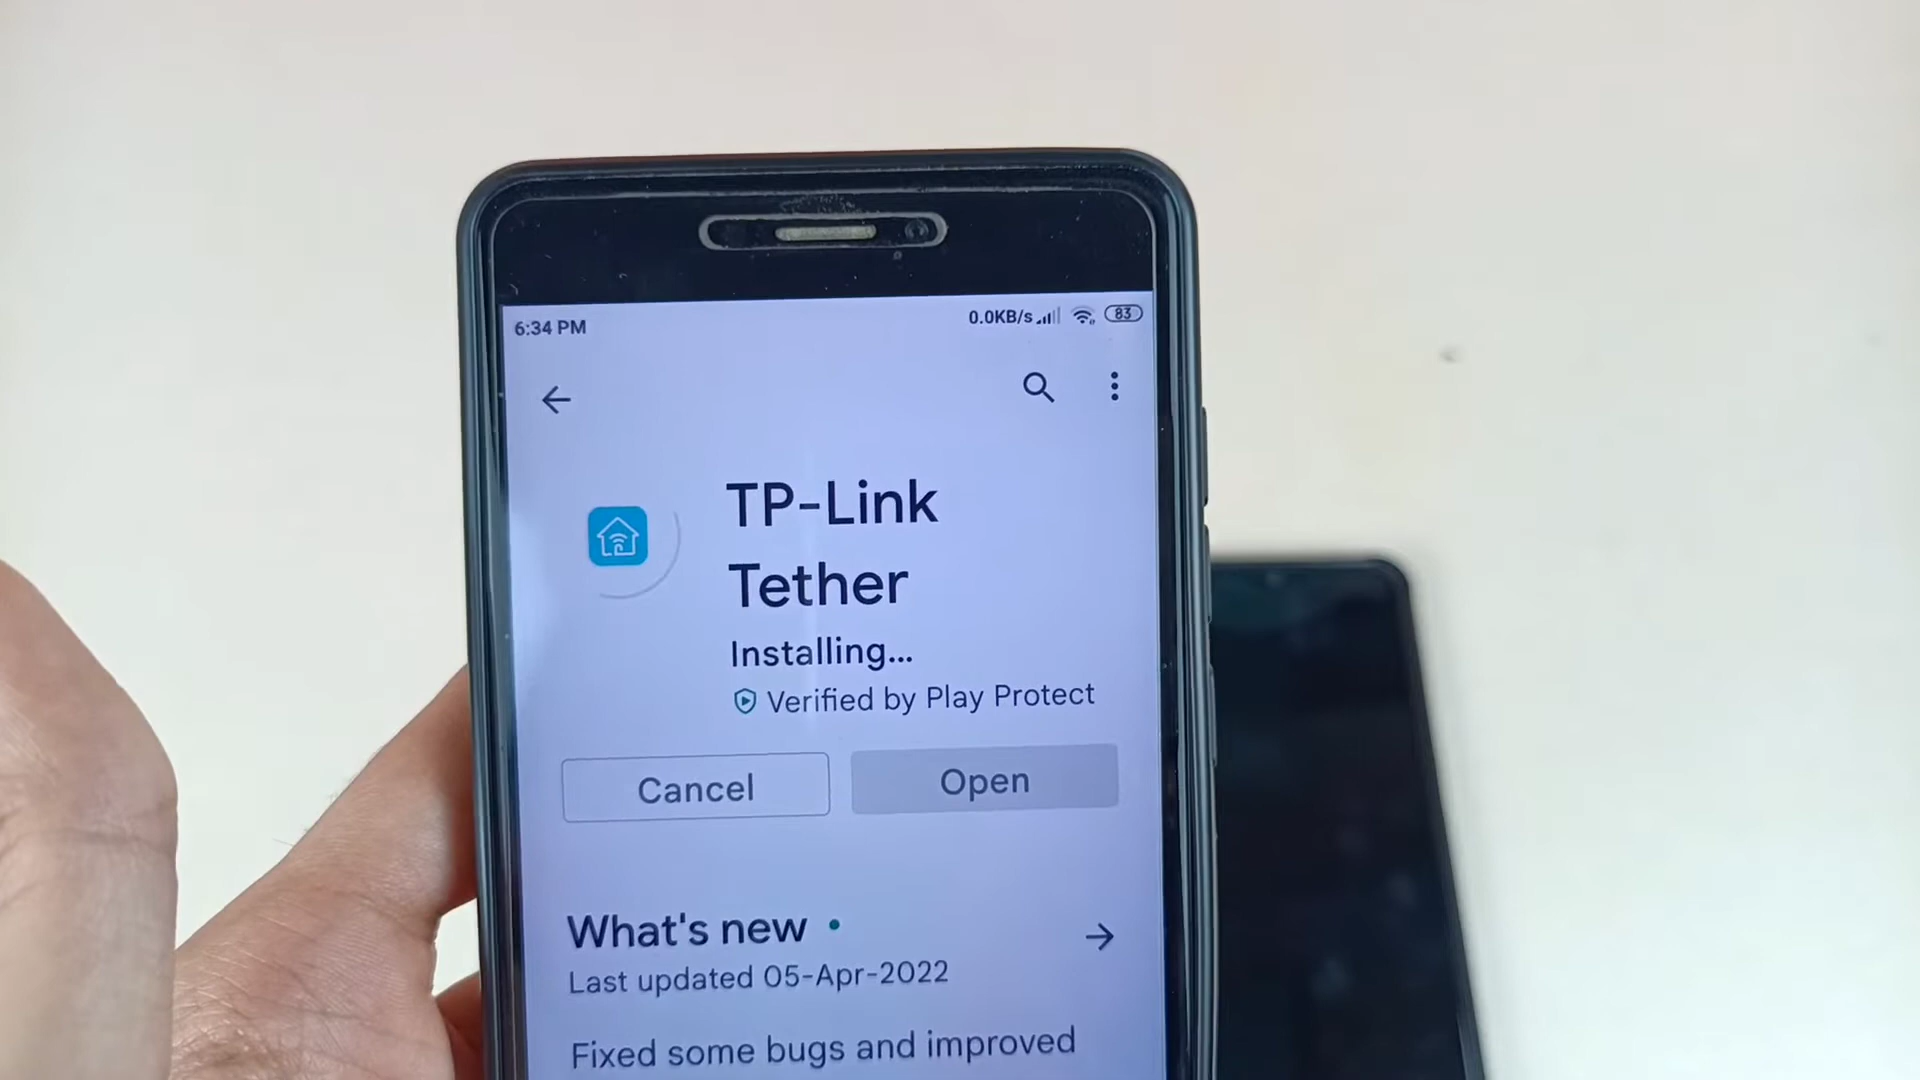 6:34 PM
0.0KB/s
83
TP-Link
Tether
Installing...
Verified by Play Protect
Cancel
Open
What's new
Last updated 05-Apr-2022
Fixed some bugs and improved